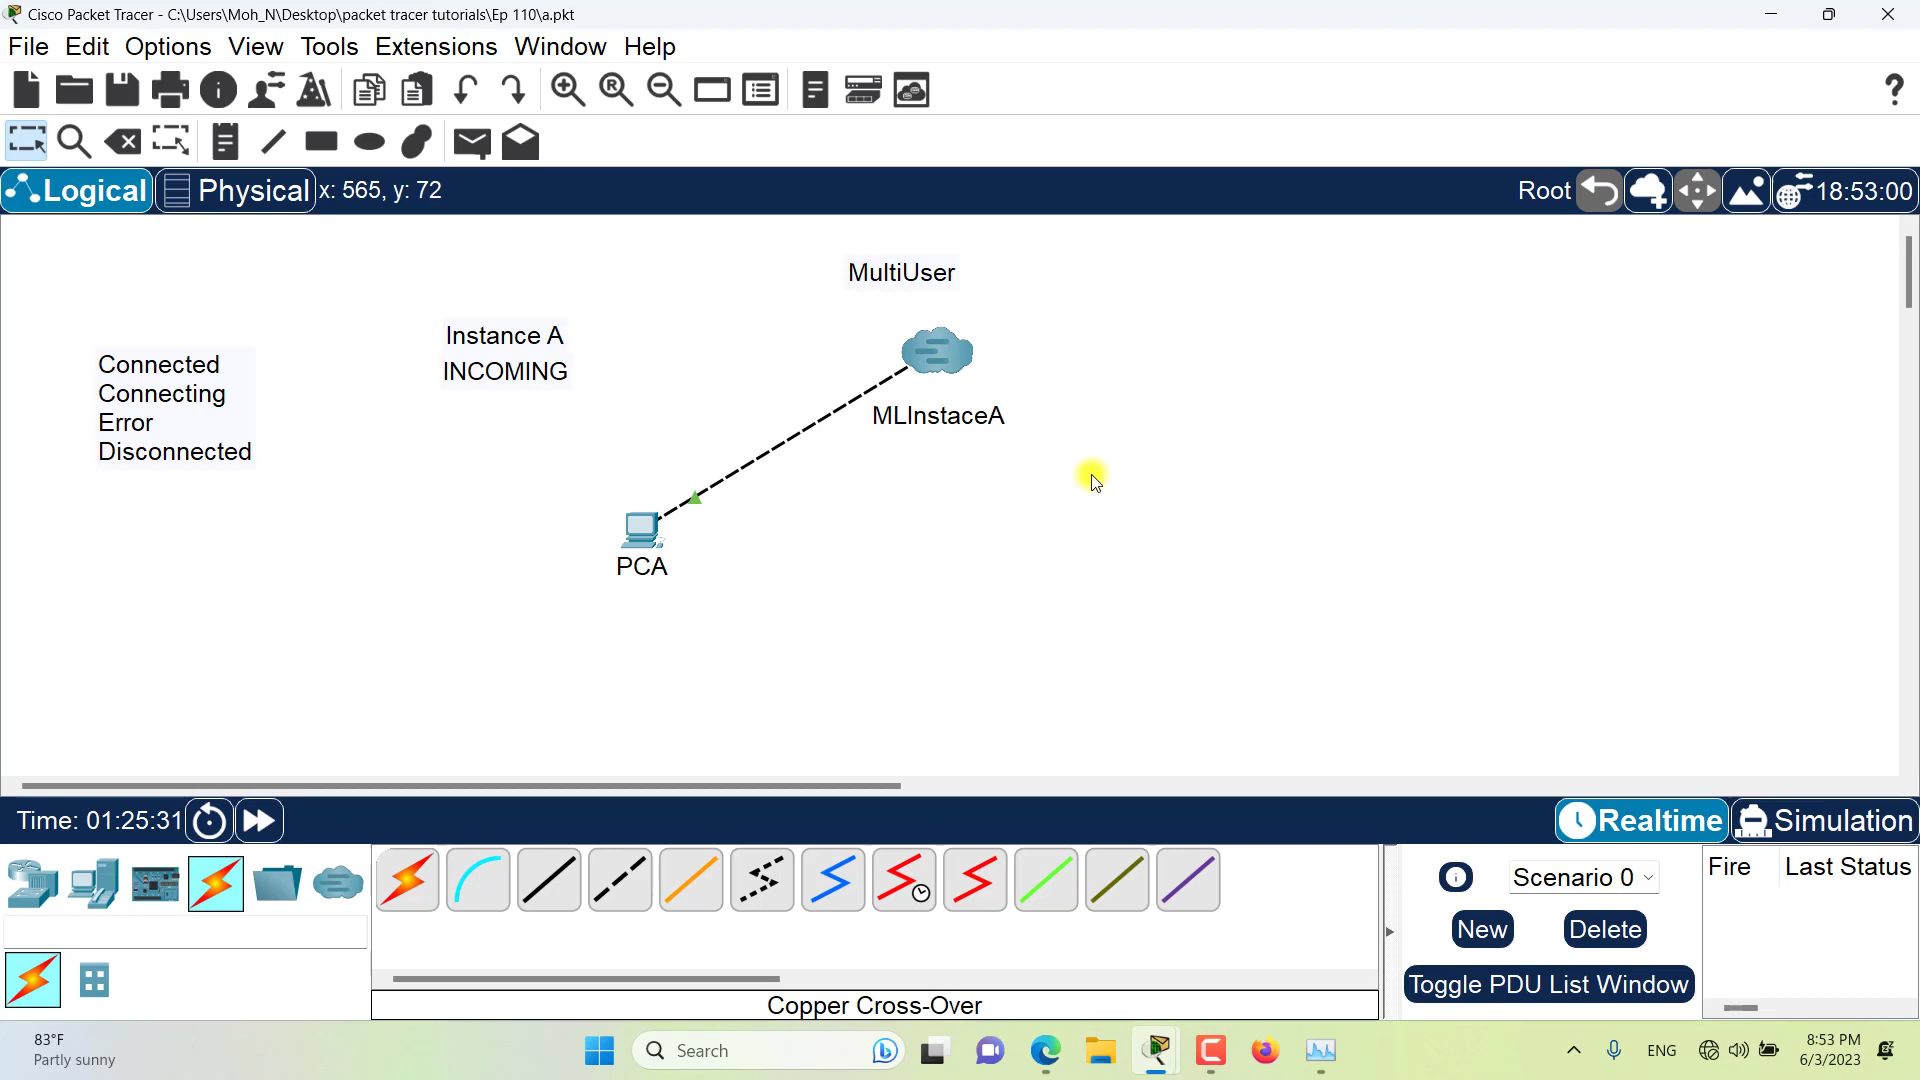 Cisco Packet Tracer - C:\Users\Moh_N\Desktop\packet tracer tutorials\Ep 110\a.pkt
File Edit Options View Tools Extensions Window Help
Logical Physical x: 565, y: 72 Root 18:53:00
MultiUser
Instance A
INCOMING
Connected
Connecting
Error
Disconnected
MLInstaceA
PCA
Time: 01:25:31 Realtime Simulation
Scenario 0 Fire Last Status
New Delete
Toggle PDU List Window
Copper Cross-Over
83°F
Partly sunny
Search
ENG
8:53 PM
6/3/2023